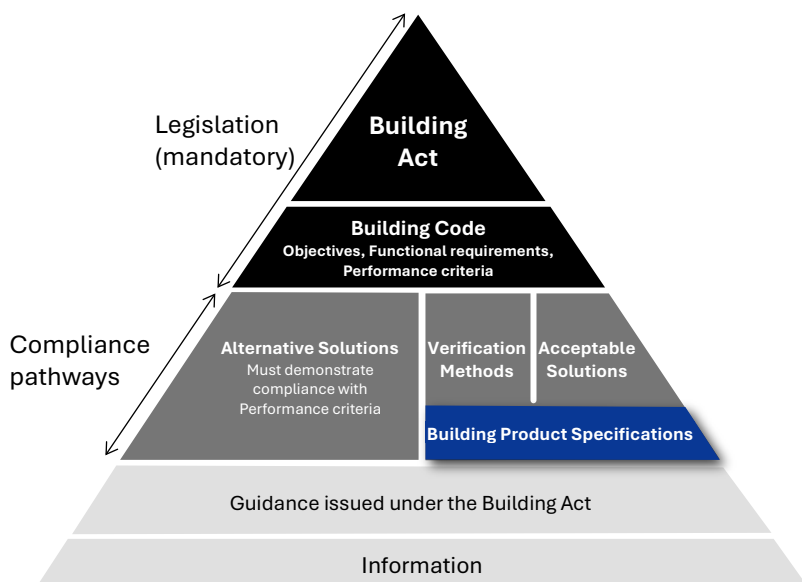 Legislation
(mandatory)
Building
Act
Building Code
Objectives, Functional requirements,
Performance criteria
Compliance
pathways
Alternative Solutions
Must demonstrate
compliance with
Performance criteria
Verification
Methods
Acceptable
Solutions
Building Product Specifications
Guidance issued under the Building Act
Information